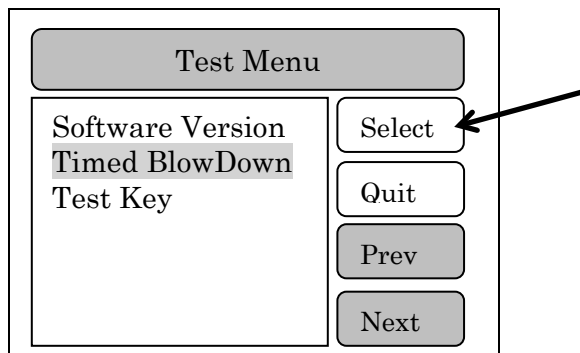 Test Menu
Software Version
Timed BlowDown
Test Key
Select
Quit
Prev
Next